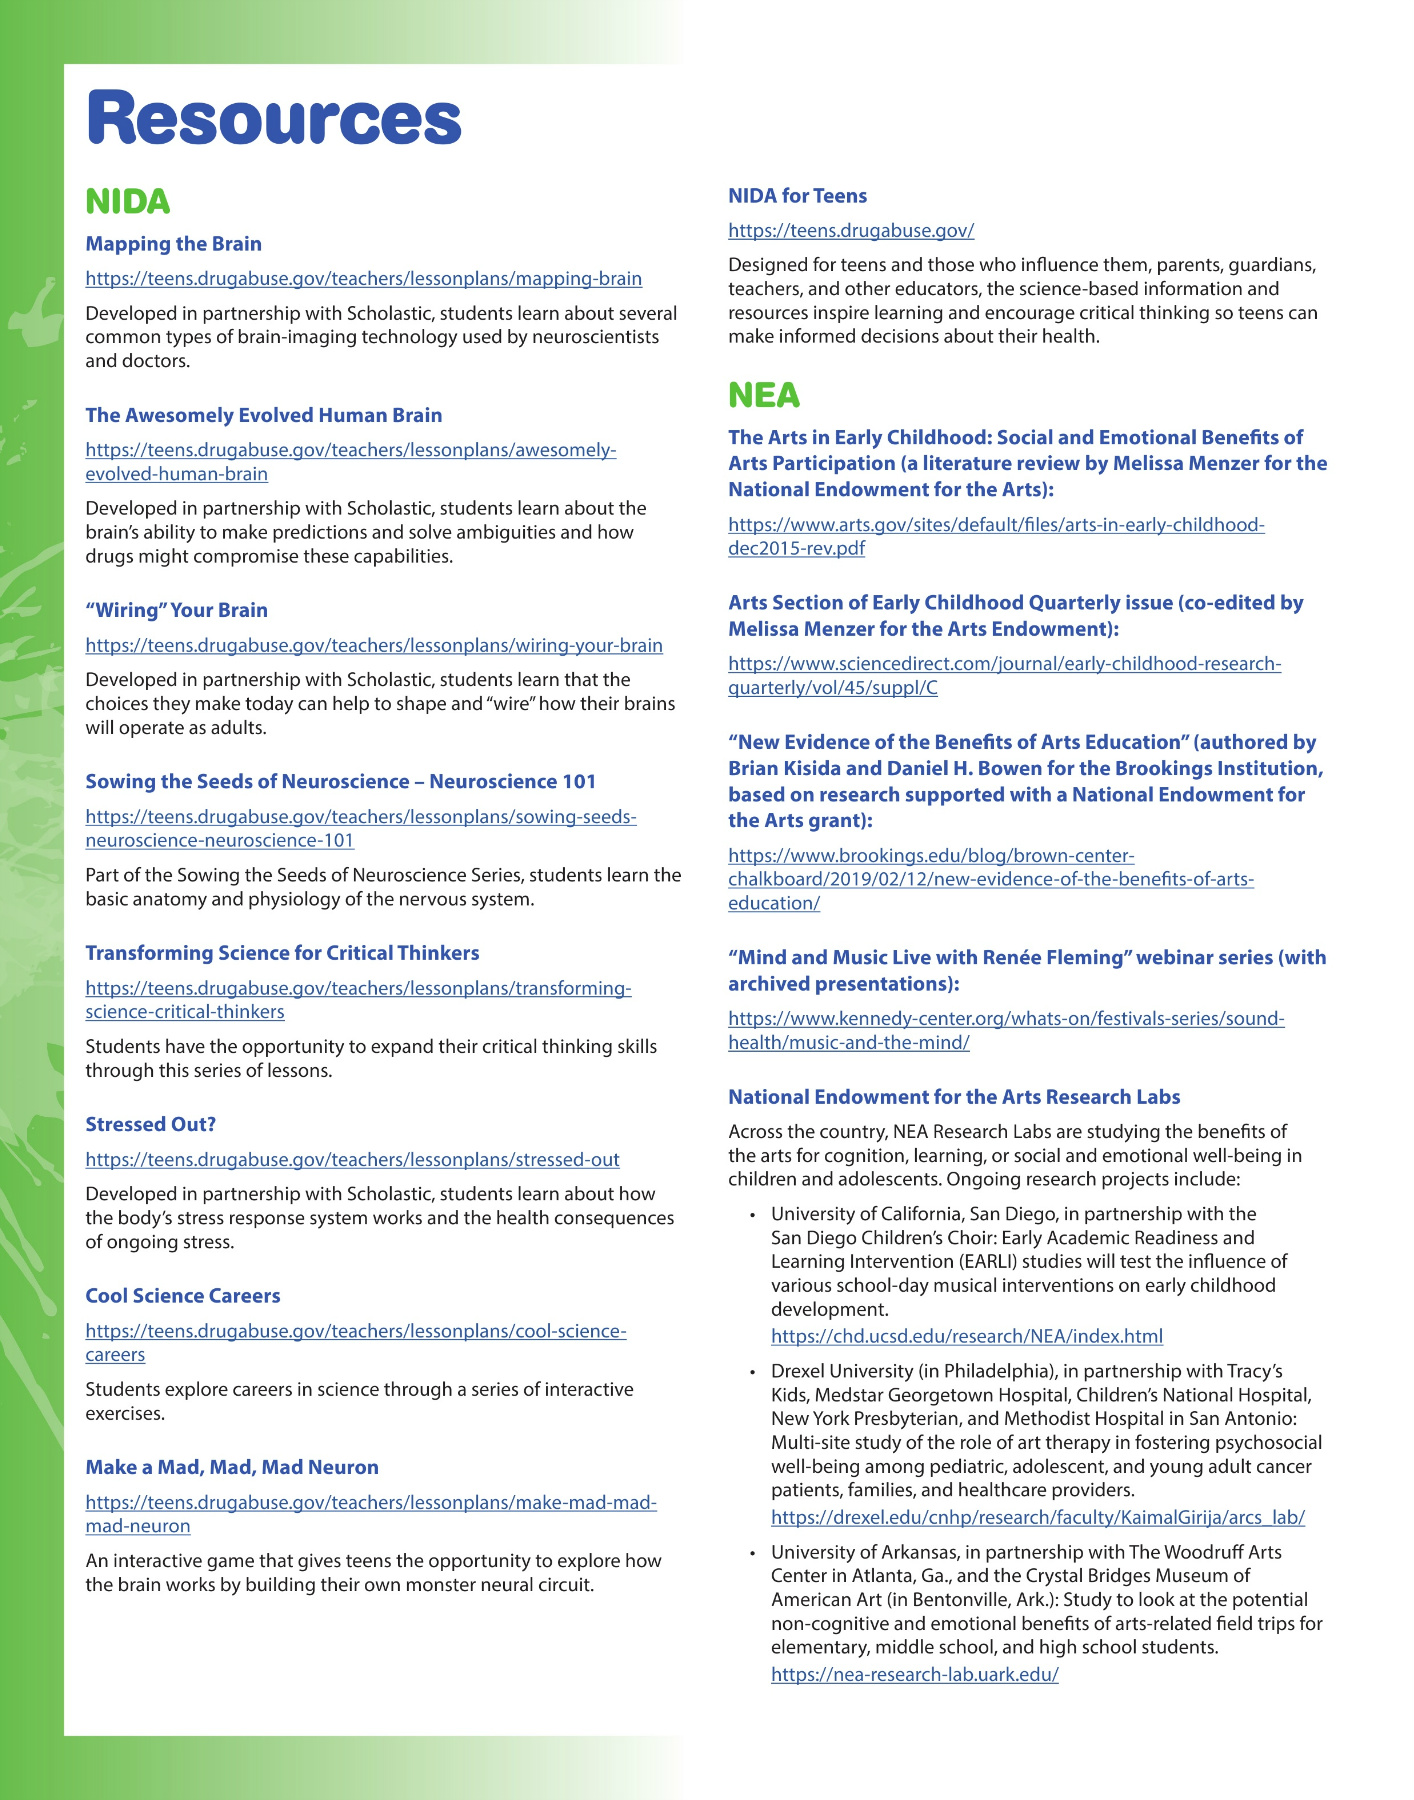 Resources
NIDA
Mapping the Brain
https://teens.drugabuse.gov/teachers/lessonplans/mapping-brain
Developed in partnership with Scholastic, students learn about several
common types of brain-imaging technology used by neuroscientists
and doctors.
The Awesomely Evolved Human Brain
https://teens.drugabuse.gov/teachers/lessonplans/awesomely-
evolved-human-brain
Developed in partnership with Scholastic, students learn about the
brain’s ability to make predictions and solve ambiguities and how
drugs might compromise these capabilities.
“Wiring” Your Brain
https://teens.drugabuse.gov/teachers/lessonplans/wiring-your-brain
Developed in partnership with Scholastic, students learn that the
choices they make today can help to shape and “wire” how their brains
will operate as adults.
Sowing the Seeds of Neuroscience – Neuroscience 101
https://teens.drugabuse.gov/teachers/lessonplans/sowing-seeds-
neuroscience-neuroscience-101
Part of the Sowing the Seeds of Neuroscience Series, students learn the
basic anatomy and physiology of the nervous system.
Transforming Science for Critical Thinkers
https://teens.drugabuse.gov/teachers/lessonplans/transforming-
science-critical-thinkers
Students have the opportunity to expand their critical thinking skills
through this series of lessons.
Stressed Out?
https://teens.drugabuse.gov/teachers/lessonplans/stressed-out
Developed in partnership with Scholastic, students learn about how
the body’s stress response system works and the health consequences
of ongoing stress.
Cool Science Careers
https://teens.drugabuse.gov/teachers/lessonplans/cool-science-
careers
Students explore careers in science through a series of interactive
exercises.
Make a Mad, Mad, Mad Neuron
https://teens.drugabuse.gov/teachers/lessonplans/make-mad-mad-
mad-neuron
An interactive game that gives teens the opportunity to explore how
the brain works by building their own monster neural circuit.
NIDA for Teens
https://teens.drugabuse.gov/
Designed for teens and those who influence them, parents, guardians,
teachers, and other educators, the science-based information and
resources inspire learning and encourage critical thinking so teens can
make informed decisions about their health.
NEA
The Arts in Early Childhood: Social and Emotional Benefits of
Arts Participation (a literature review by Melissa Menzer for the
National Endowment for the Arts):
https://www.arts.gov/sites/default/files/arts-in-early-childhood-
dec2015-rev.pdf
Arts Section of Early Childhood Quarterly issue (co-edited by
Melissa Menzer for the Arts Endowment):
https://www.sciencedirect.com/journal/early-childhood-research-
quarterly/vol/45/suppl/C
“New Evidence of the Benefits of Arts Education” (authored by
Brian Kisida and Daniel H. Bowen for the Brookings Institution,
based on research supported with a National Endowment for
the Arts grant):
https://www.brookings.edu/blog/brown-center-
chalkboard/2019/02/12/new-evidence-of-the-benefits-of-arts-
education/
“Mind and Music Live with Renée Fleming” webinar series (with
archived presentations):
https://www.kennedy-center.org/whats-on/festivals-series/sound-
health/music-and-the-mind/
National Endowment for the Arts Research Labs
Across the country, NEA Research Labs are studying the benefits of
the arts for cognition, learning, or social and emotional well-being in
children and adolescents. Ongoing research projects include:
• University of California, San Diego, in partnership with the
San Diego Children’s Choir: Early Academic Readiness and
Learning Intervention (EARLI) studies will test the influence of
various school-day musical interventions on early childhood
development.
https://chd.ucsd.edu/research/NEA/index.html
• Drexel University (in Philadelphia), in partnership with Tracy’s
Kids, Medstar Georgetown Hospital, Children’s National Hospital,
New York Presbyterian, and Methodist Hospital in San Antonio:
Multi-site study of the role of art therapy in fostering psychosocial
well-being among pediatric, adolescent, and young adult cancer
patients, families, and healthcare providers.
https://drexel.edu/cnhp/research/faculty/KaimalGirija/arcs_lab/
• University of Arkansas, in partnership with The Woodruff Arts
Center in Atlanta, Ga., and the Crystal Bridges Museum of
American Art (in Bentonville, Ark.): Study to look at the potential
non-cognitive and emotional benefits of arts-related field trips for
elementary, middle school, and high school students.
https://nea-research-lab.uark.edu/